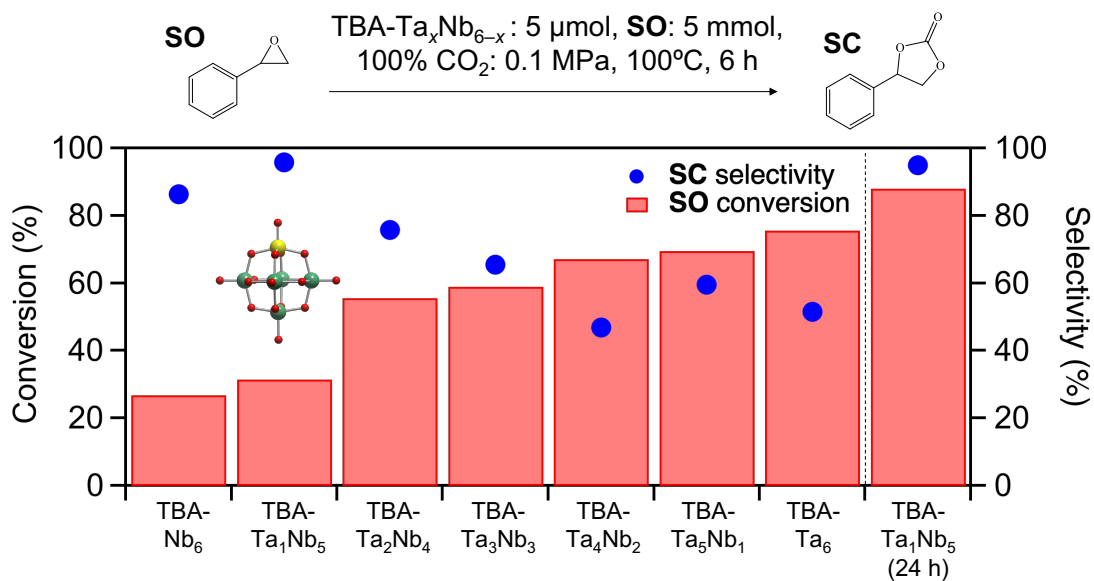 SO
TBA-TaₓNb₆₋ₓ : 5 µmol, SO: 5 mmol,
100% CO₂: 0.1 MPa, 100ºC, 6 h
SC
O
O
O
O
Conversion (%)
100
80
60
40
20
0
SC selectivity
SO conversion
100
80
60
40
20
0
Selectivity (%)
TBA-
Nb₆
TBA-
Ta₁Nb₅
TBA-
Ta₂Nb₄
TBA-
Ta₃Nb₃
TBA-
Ta₄Nb₂
TBA-
Ta₅Nb₁
TBA-
Ta₆
TBA-
Ta₁Nb₅
(24 h)